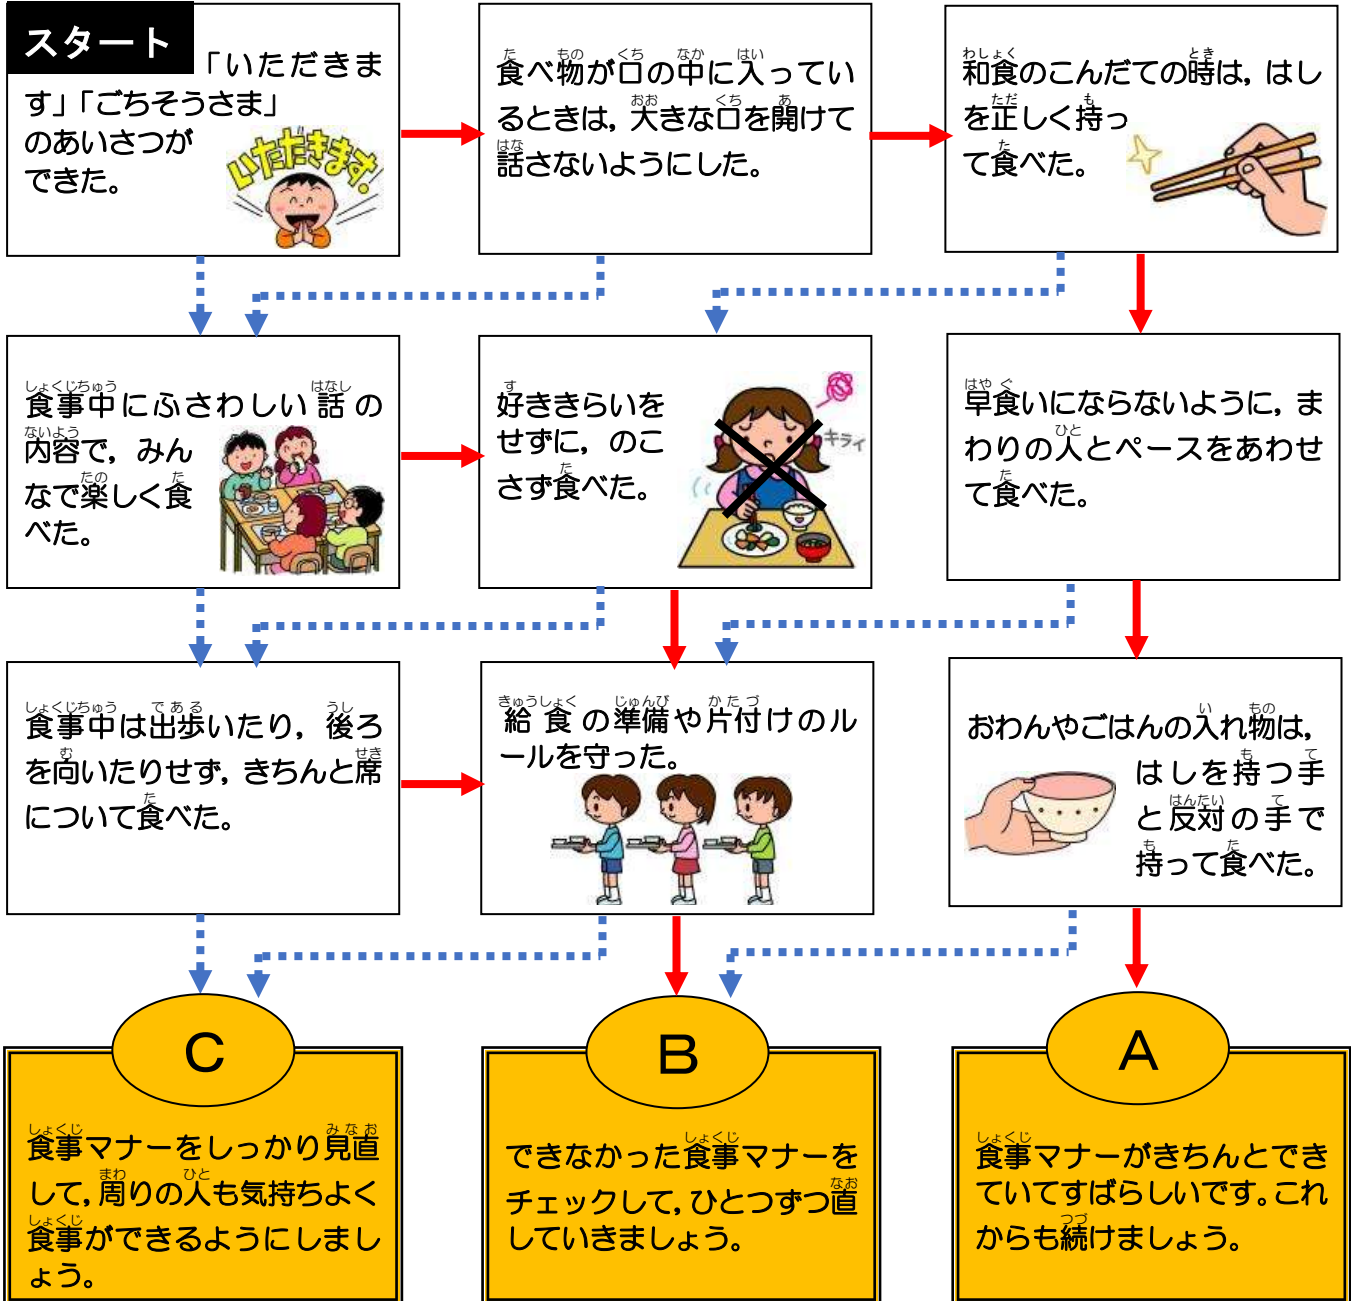 スタート
「いただきま
す」「ごちそうさま」
のあいさつが
できた。
いただきます!
食べ物が口の中に入ってい
るときは，大きな口を開けて
話さないようにした。
和食のこんだての時は，はし
を正しく持っ
て食べた。
食事中にふさわしい話の
内容で，みん
なで楽しく食
べた。
好ききらいを
せずに，のこ
さず食べた。
キライ
早食いにならないように，ま
わりの人とペースをあわせ
て食べた。
食事中は出歩いたり，後ろ
を向いたりせず，きちんと席
について食べた。
給食の準備や片付けのル
ールを守った。
おわんやごはんの入れ物は，
はしを持つ手
と反対の手で
持って食べた。
C
食事マナーをしっかり見直
して，周りの人も気持ちよく
食事ができるようにしまし
ょう。
B
できなかった食事マナーを
チェックして，ひとつずつ直
していきましょう。
A
食事マナーがきちんとでき
ていてすばらしいです。これ
からも続けましょう。